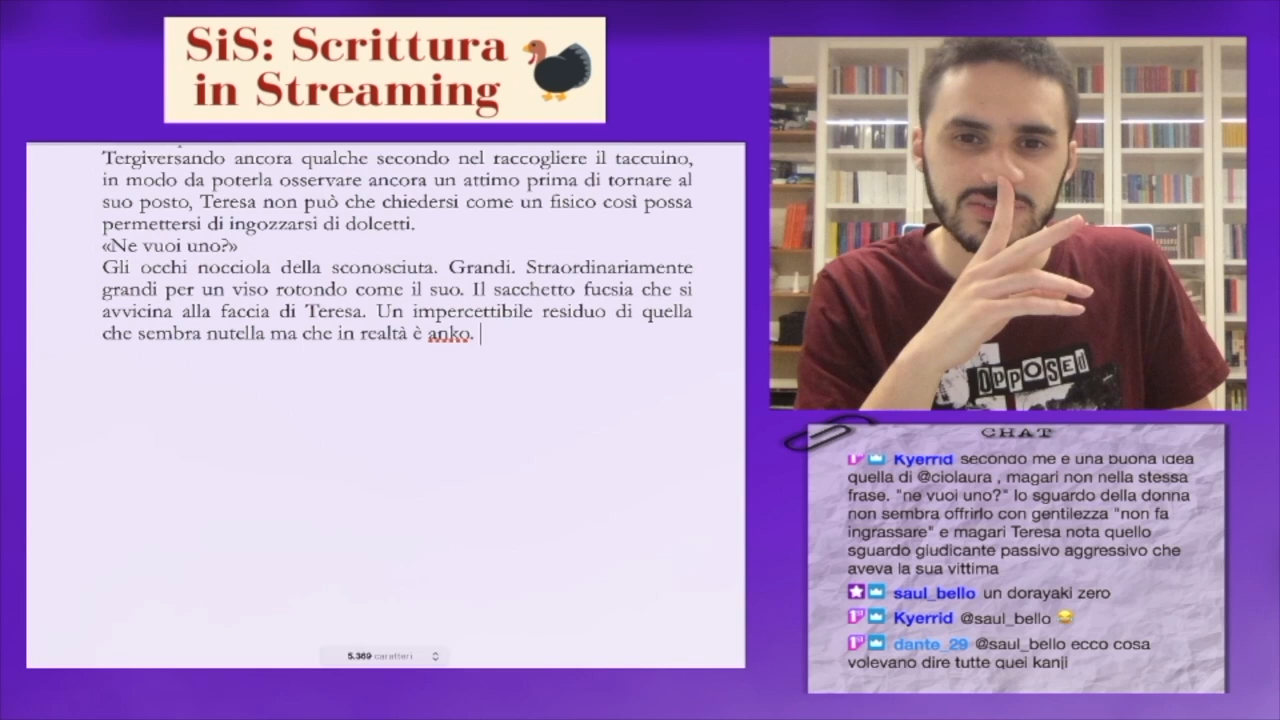 SiS: Scrittura
in Streaming
Tergiversando ancora qualche secondo nel raccogliere il taccuino,
in modo da poterla osservare ancora un attimo prima di tornare al
suo posto, Teresa non può che chiedersi come un fisico così possa
permettersi di ingozzarsi di dolcetti.
«Ne vuoi uno?»
Gli occhi nocciola della sconosciuta. Grandi. Straordinariamente
grandi per un viso rotondo come il suo. Il sacchetto fucsia che si
avvicina alla faccia di Teresa. Un impercettibile residuo di quella
che sembra nutella ma che in realtà è anko.
5.369 caratteri
OPPOSED
CHAT
Kyerrid secondo me è una buona idea
quella di @ciolaura , magari non nella stessa
frase. "ne vuoi uno?" lo sguardo della donna
non sembra offrirlo con gentilezza "non fa
ingrassare" e magari Teresa nota quello
sguardo giudicante passivo aggressivo che
aveva la sua vittima
saul_bello un dorayaki zero
Kyerrid @saul_bello 😂
dante_29 @saul_bello ecco cosa
volevano dire tutte quei kanji